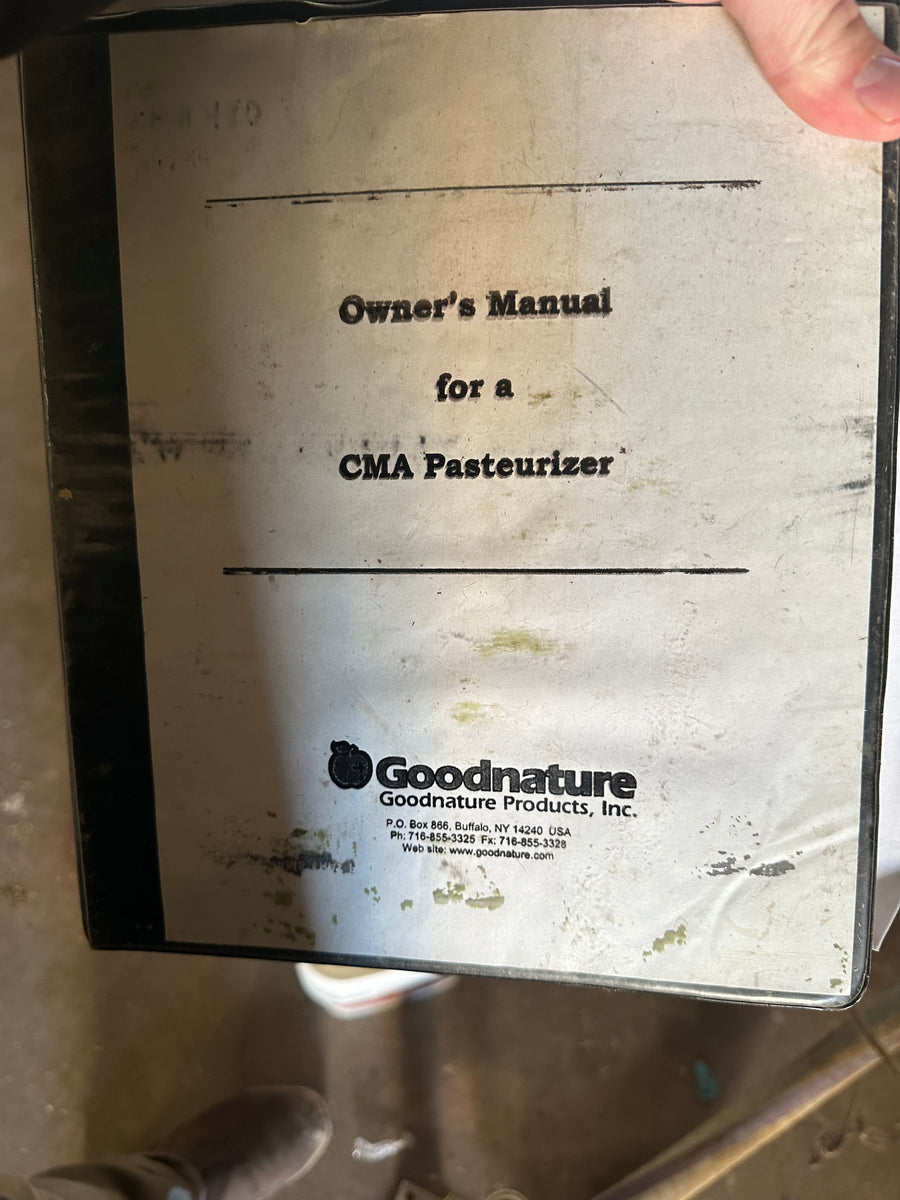 Owner's Manual
for a
CMA Pasteurizer
Goodnature
Goodnature Products, Inc.
P.O. Box 866, Buffalo, NY 14240 USA
Ph: 716-855-3325 Fx: 716-855-3328
Web site: www.goodnature.com